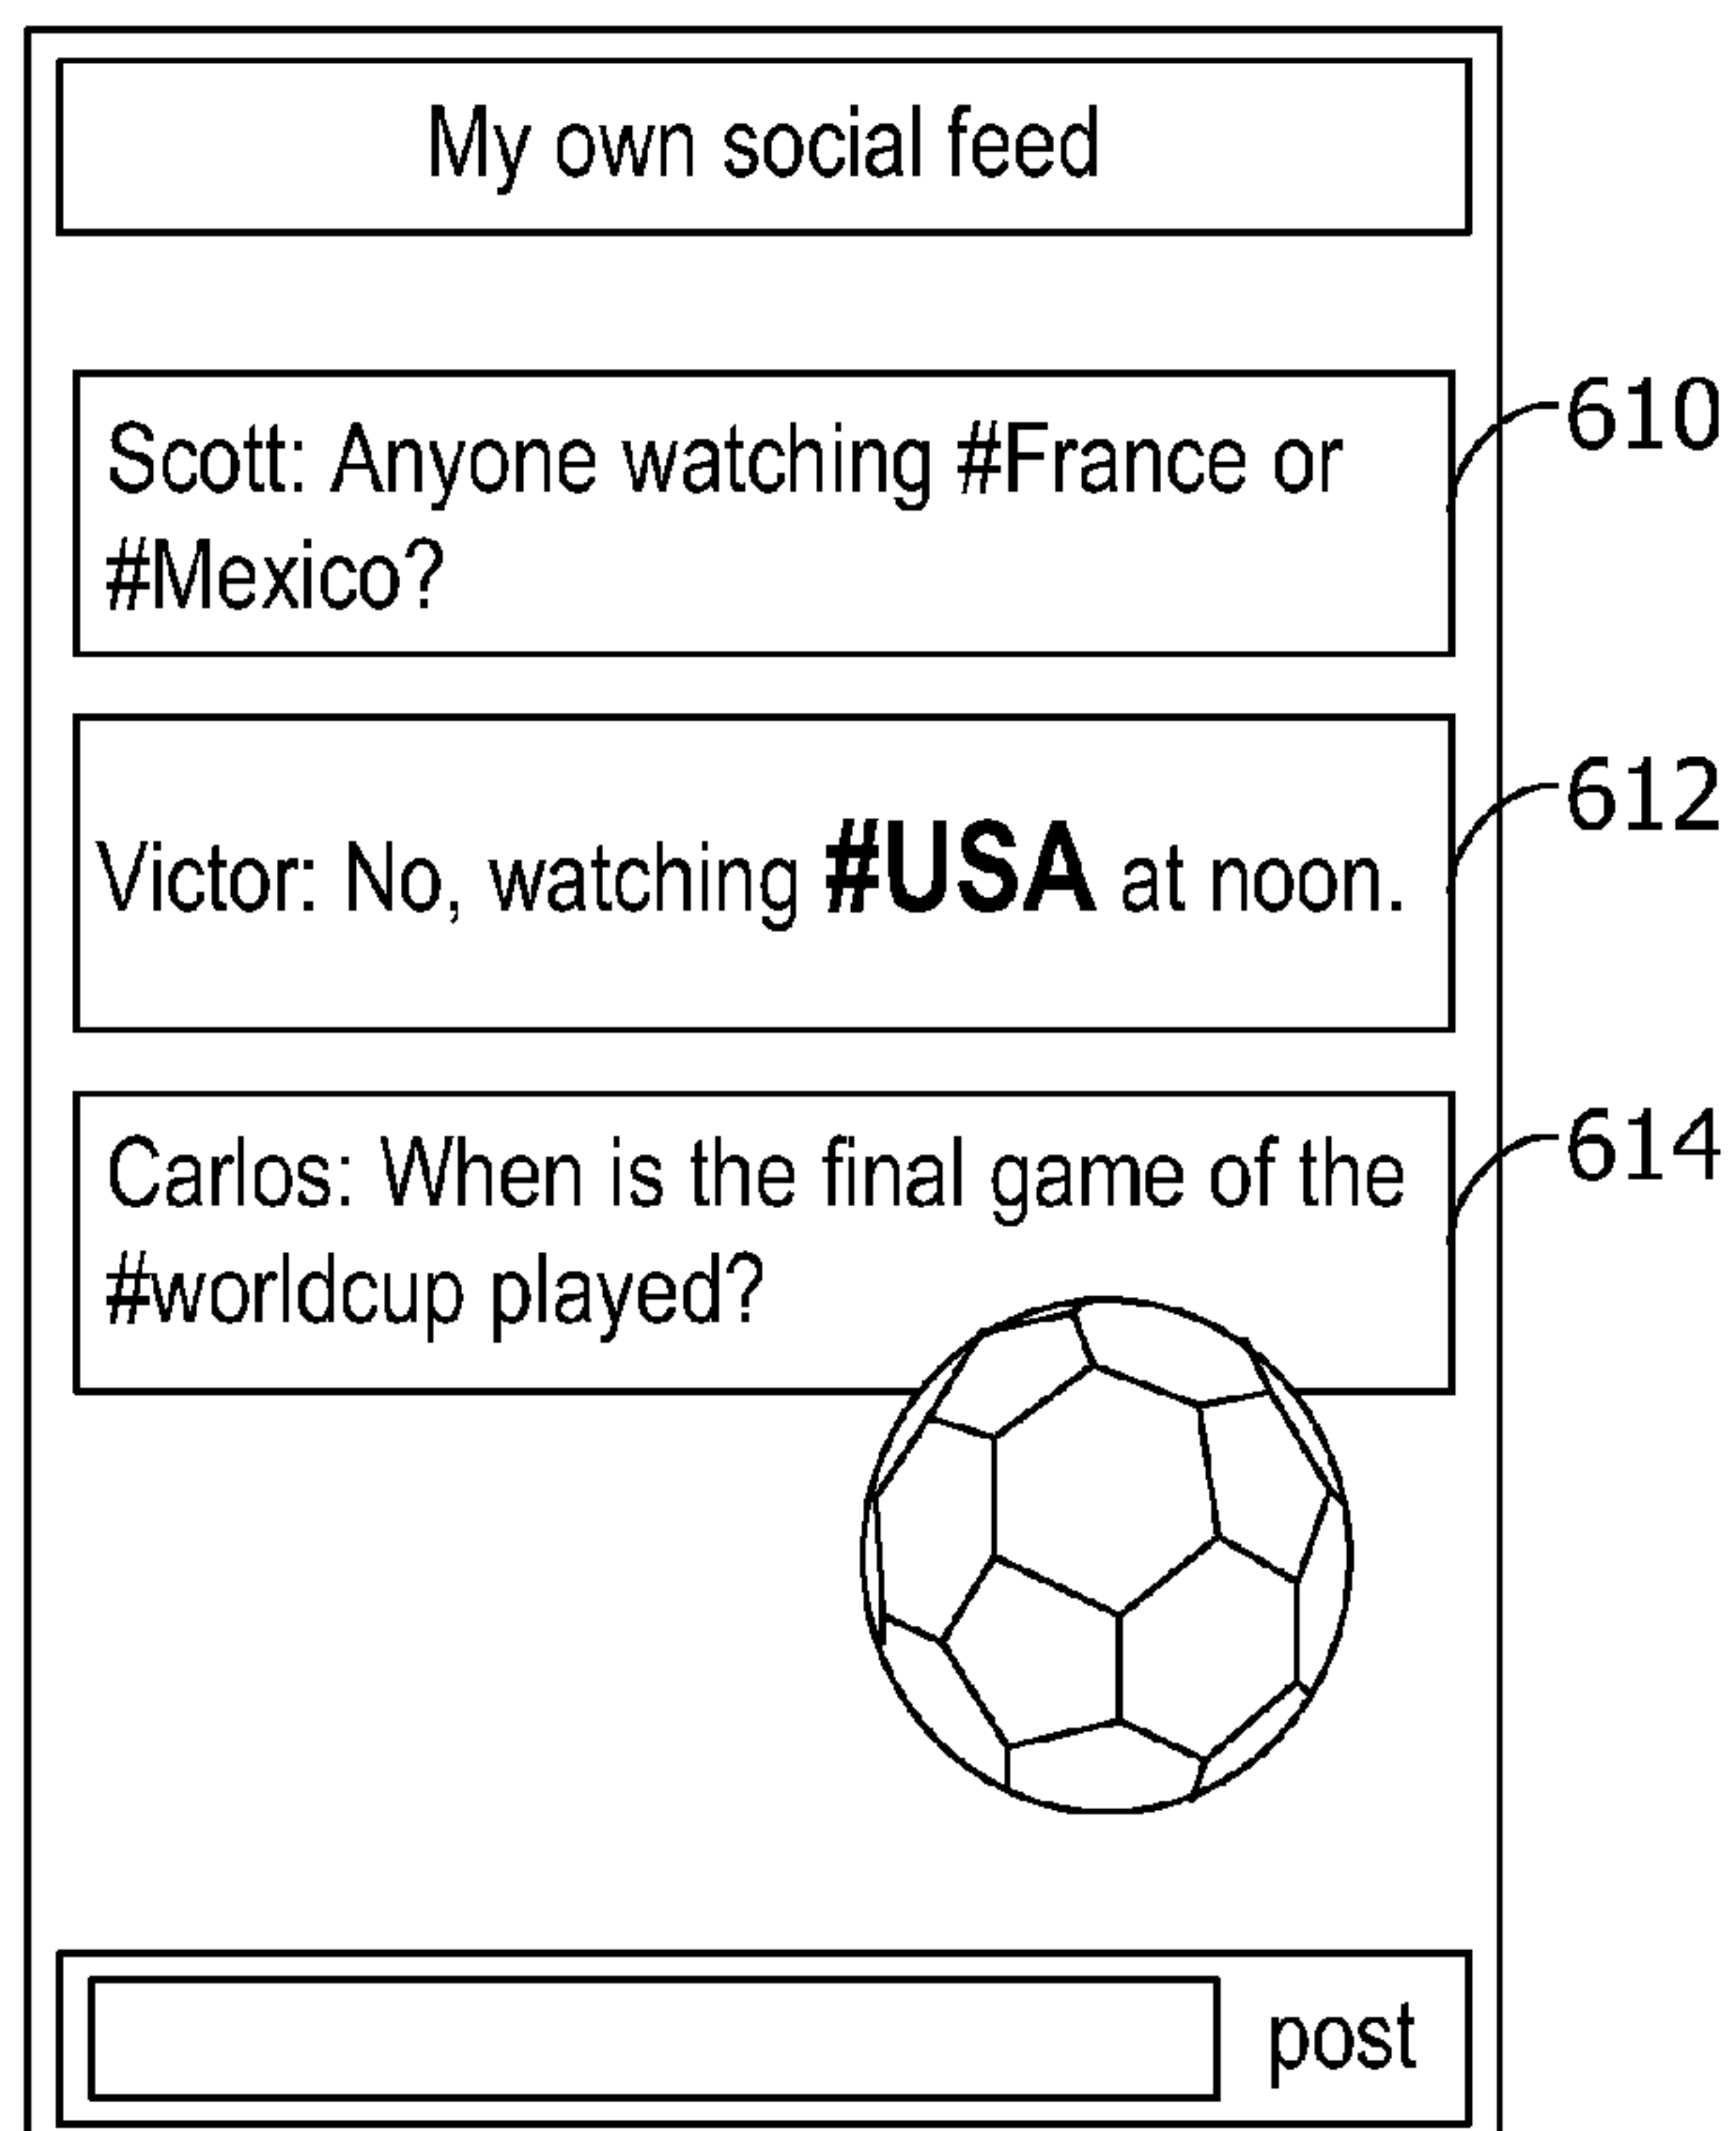 My own social feed
Scott: Anyone watching #France or
#Mexico?
610
Victor: No, watching #USA at noon.
612
Carlos: When is the final game of the
#worldcup played?
614
post